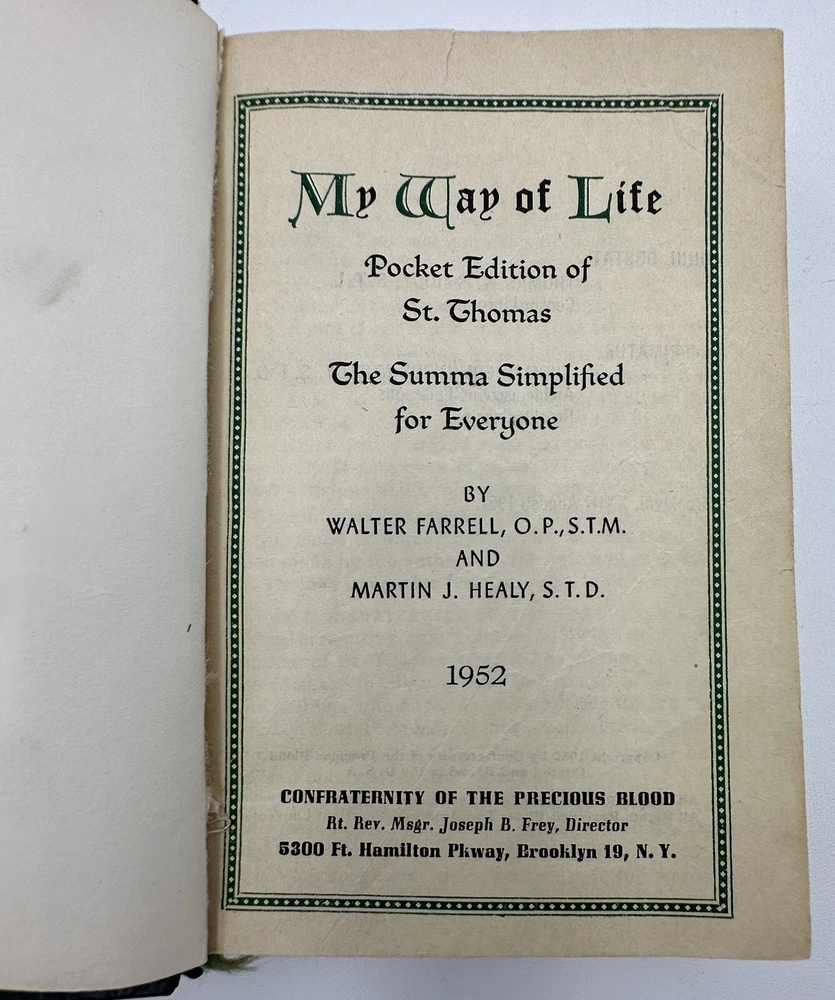 My Way of Life
Pocket Edition of
St. Thomas
The Summa Simplified
for Everyone
BY
WALTER FARRELL, O.P., S.T.M.
AND
MARTIN J. HEALY, S.T.D.
1952
CONFRATERNITY OF THE PRECIOUS BLOOD
Rt. Rev. Msgr. Joseph B. Frey, Director
5300 Ft. Hamilton Pkway, Brooklyn 19, N. Y.